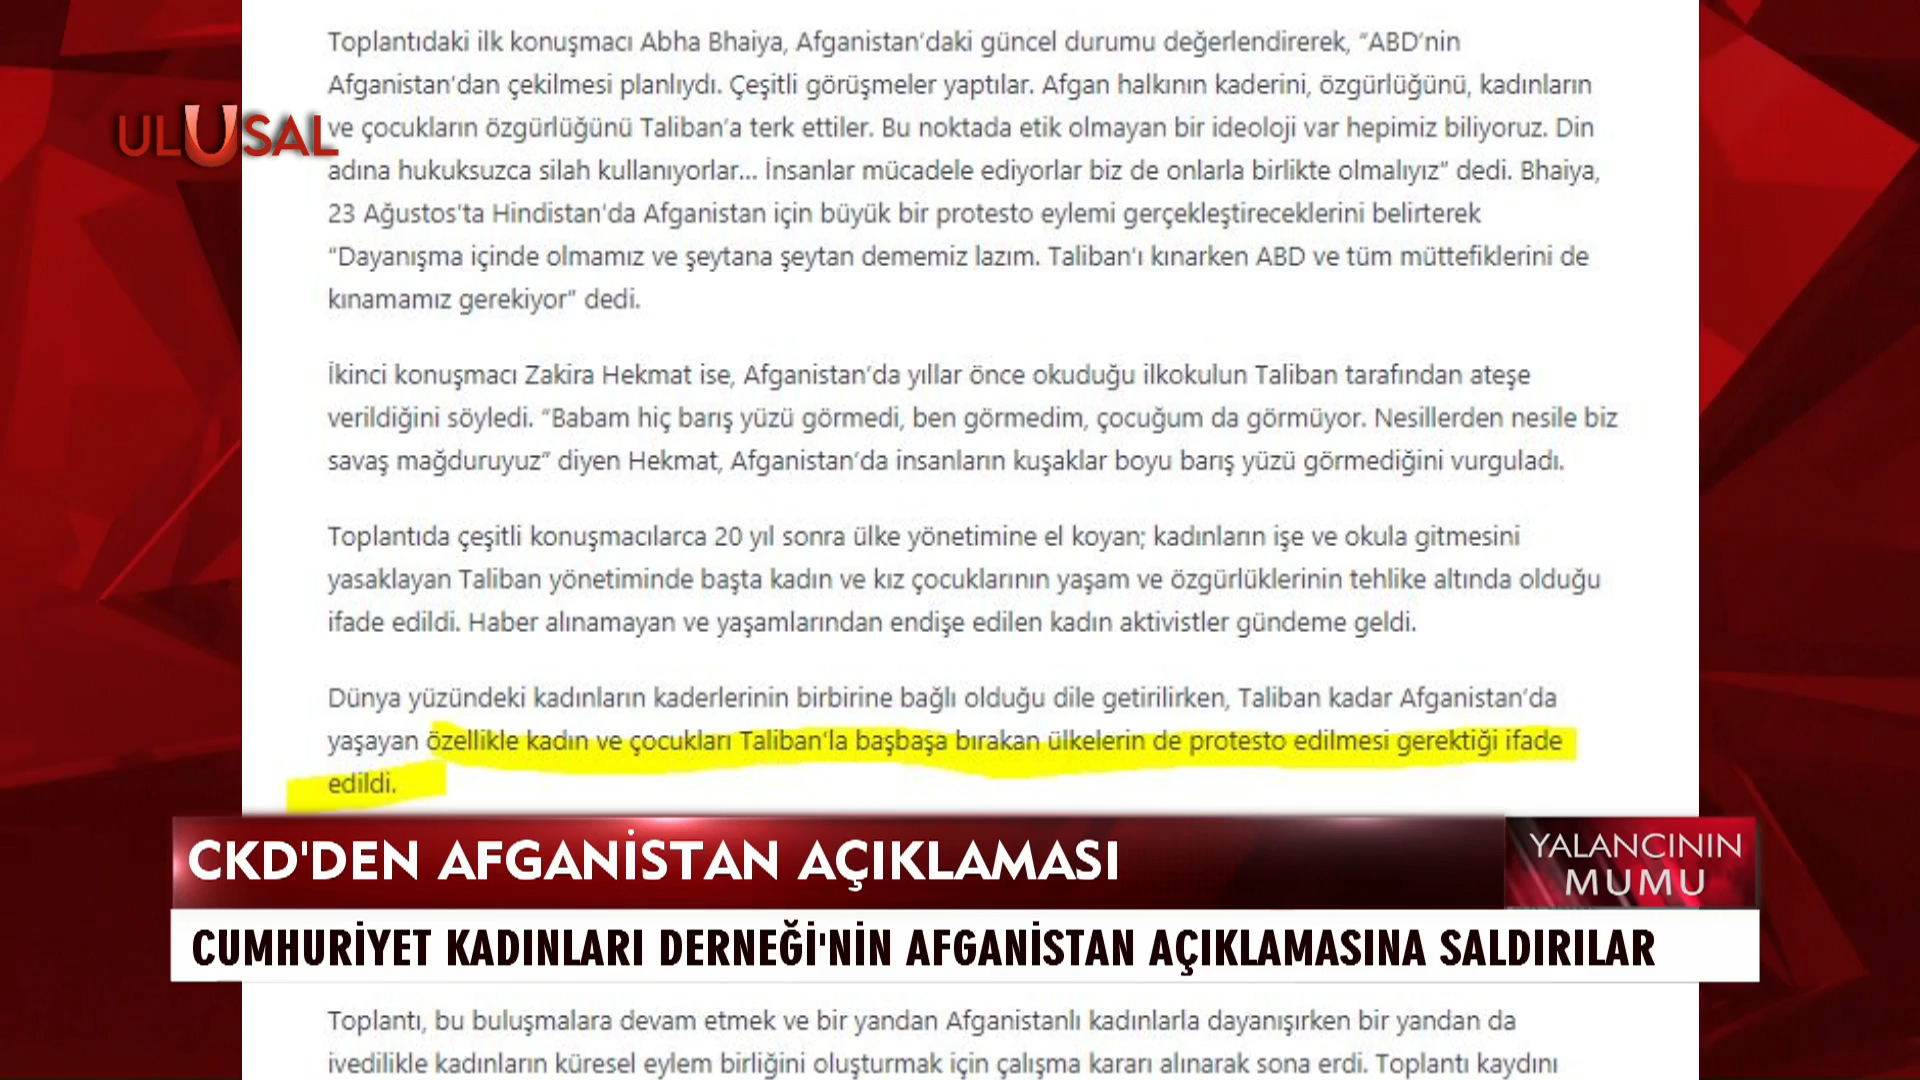 Toplantıdaki ilk konuşmacı Abha Bhaiya, Afganistan’daki güncel durumu değerlendirerek, “ABD’nin
Afganistan’dan çekilmesi planlıydı. Çeşitli görüşmeler yaptılar. Afgan halkının kaderini, özgürlüğünü, kadınların
ULUSAL
ve çocukların özgürlüğünü Taliban’a terk ettiler. Bu noktada etik olmayan bir ideoloji var hepimiz biliyoruz. Din
adına hukuksuzca silah kullanıyorlar... İnsanlar mücadele ediyorlar biz de onlarla birlikte olmalıyız” dedi. Bhaiya,
23 Ağustos’ta Hindistan’da Afganistan için büyük bir protesto eylemi gerçekleştireceklerini belirterek
“Dayanışma içinde olmamız ve şeytana şeytan dememiz lazım. Taliban’ı kınarken ABD ve tüm müttefiklerini de
kınamamız gerekiyor” dedi.
İkinci konuşmacı Zakira Hekmat ise, Afganistan’da yıllar önce okuduğu ilkokulun Taliban tarafından ateşe
verildiğini söyledi. “Babam hiç barış yüzü görmedi, ben görmedim, çocuğum da görmüyor. Nesillerden nesile biz
savaş mağduruyuz” diyen Hekmat, Afganistan’da insanların kuşaklar boyu barış yüzü görmediğini vurguladı.
Toplantıda çeşitli konuşmacılarca 20 yıl sonra ülke yönetimine el koyan; kadınların işe ve okula gitmesini
yasaklayan Taliban yönetiminde başta kadın ve kız çocuklarının yaşam ve özgürlüklerinin tehlike altında olduğu
ifade edildi. Haber alınamayan ve yaşamlarından endişe edilen kadın aktivistler gündeme geldi.
Dünya yüzündeki kadınların kaderlerinin birbirine bağlı olduğu dile getirilirken, Taliban kadar Afganistan’da
yaşayan özellikle kadın ve çocukları Taliban’la başbaşa bırakan ülkelerin de protesto edilmesi gerektiği ifade
edildi.
CKD'DEN AFGANİSTAN AÇIKLAMASI
YALANCININ
MUMU
CUMHURİYET KADINLARI DERNEĞİ'NİN AFGANİSTAN AÇIKLAMASINA SALDIRILAR
Toplantı, bu buluşmalara devam etmek ve bir yandan Afganistanlı kadınlarla dayanışırken bir yandan da
ivedilikle kadınların küresel eylem birliğini oluşturmak için çalışma kararı alınarak sona erdi. Toplantı kaydını